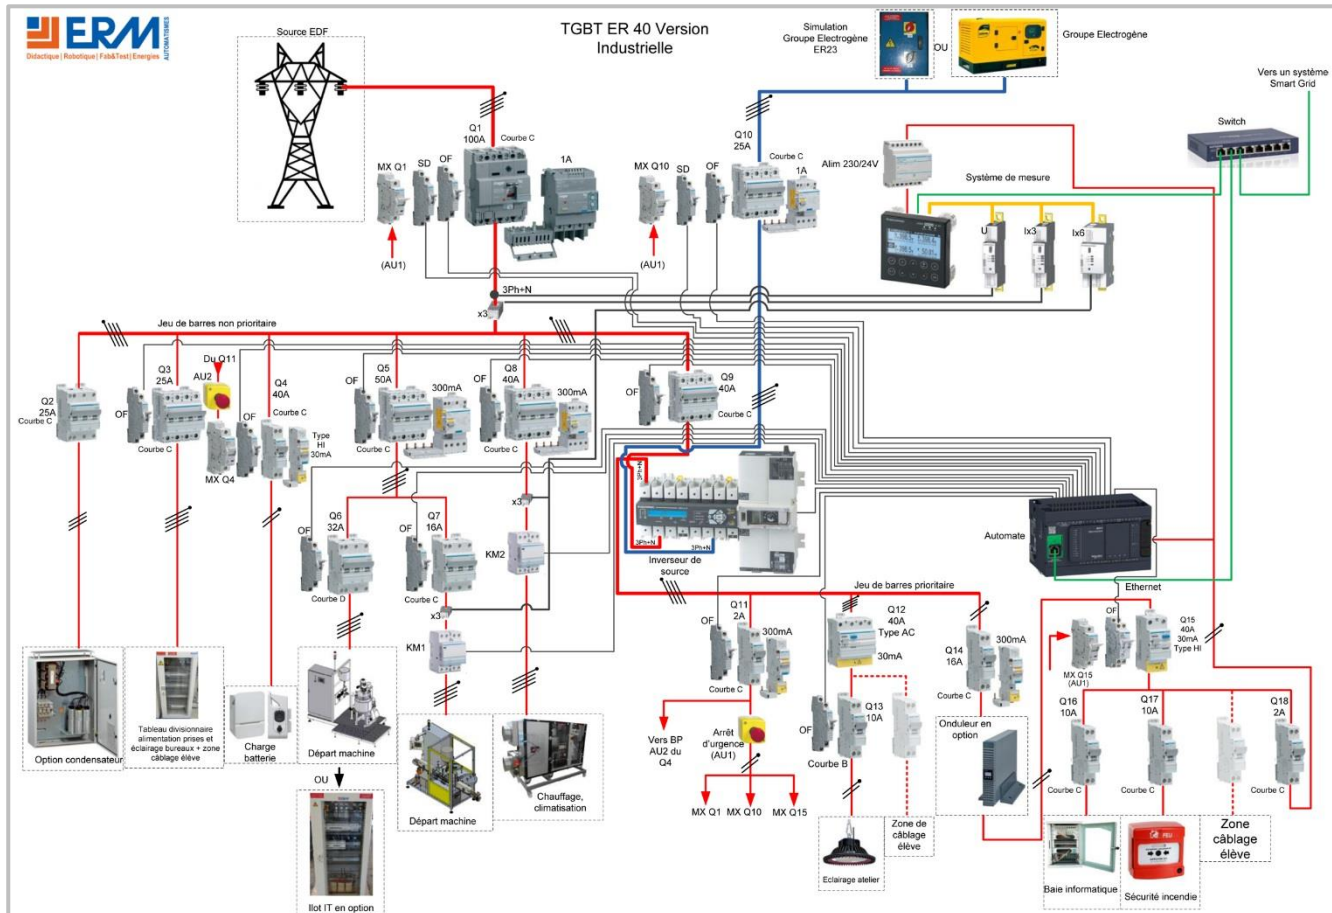 ERM
AUTOMATISMES
Didactique | Robotique | Fab&Test | Energies
Source EDF
TGBT ER 40 Version
Industrielle
Simulation
Groupe Electrogène
ER23
OU
Groupe Electrogène
Vers un système
Smart Grid
Switch
Q1
100A
Courbe C
1A
MX Q1
SD
OF
(AU1)
MX Q10
SD
OF
(AU1)
Q10
25A
Courbe C
1A
Alim 230/24V
Système de mesure
U
Ix3
Ix6
3Ph+N
x3
Jeu de barres non prioritaire
Q2
25A
Courbe C
OF
Q3
25A
Courbe C
Du Q11
AU2
OF
MX Q4
Q4
40A
Courbe C
Type
HI
30mA
OF
Q5
50A
Courbe C
300mA
OF
Q8
40A
Courbe C
300mA
OF
Q9
40A
Courbe C
OF
Q6
32A
Courbe D
OF
Q7
16A
Courbe C
x3
KM1
x3
KM2
3Ph+N
3Ph+N
Inverseur de
source
Automate
Ethernet
Jeu de barres prioritaire
OF
Q11
2A
300mA
Courbe C
Q12
40A
Type AC
30mA
OF
Q13
10A
Courbe B
Q14
16A
300mA
Courbe C
MX Q15
(AU1)
OF
Q15
40A
30mA
Type HI
Q16
10A
Courbe C
Q17
10A
Courbe C
Q18
2A
Courbe C
Vers BP
AU2 du
Q4
Arrêt
d'urgence
(AU1)
MX Q1
MX Q10
MX Q15
Onduleur en
option
Option condensateur
Tableau divisionnaire
alimentation prises et
éclairage bureaux + zone
câblage élève
Charge
batterie
Départ machine
OU
Ilot IT en option
Départ machine
Chauffage,
climatisation
Eclairage atelier
Zone de
câblage
élève
Baie informatique
FEU
Sécurité incendie
Zone
câblage
élève